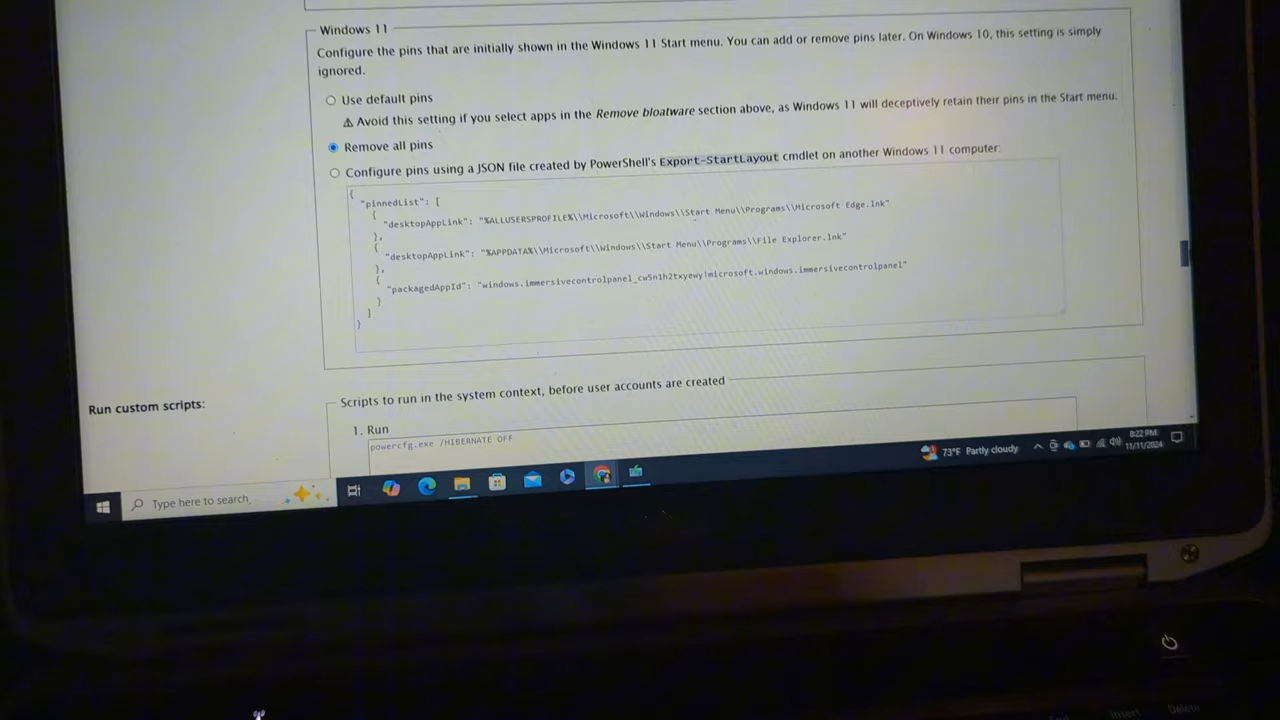 Windows 11
Configure the pins that are initially shown in the Windows 11 Start menu. You can add or remove pins later. On Windows 10, this setting is simply
ignored.
Use default pins
⚠ Avoid this setting if you select apps in the Remove bloatware section above, as Windows 11 will deceptively retain their pins in the Start menu.
Remove all pins
Configure pins using a JSON file created by PowerShell's Export-StartLayout cmdlet on another Windows 11 computer:
{
"pinnedList": [
{
"desktopAppLink": "%ALLUSERSPROFILE%\\Microsoft\\Windows\\Start Menu\\Programs\\Microsoft Edge.lnk"
},
{
"desktopAppLink": "%APPDATA%\\Microsoft\\Windows\\Start Menu\\Programs\\File Explorer.lnk"
},
{
"packagedAppId": "windows.immersivecontrolpanel_cw5n1h2txyewy!microsoft.windows.immersivecontrolpanel"
}
]
}
Run custom scripts:
Scripts to run in the system context, before user accounts are created
1. Run
powercfg.exe /HIBERNATE OFF
Type here to search
73°F Partly cloudy
8:22 PM
11/11/2024
Insert
Delete